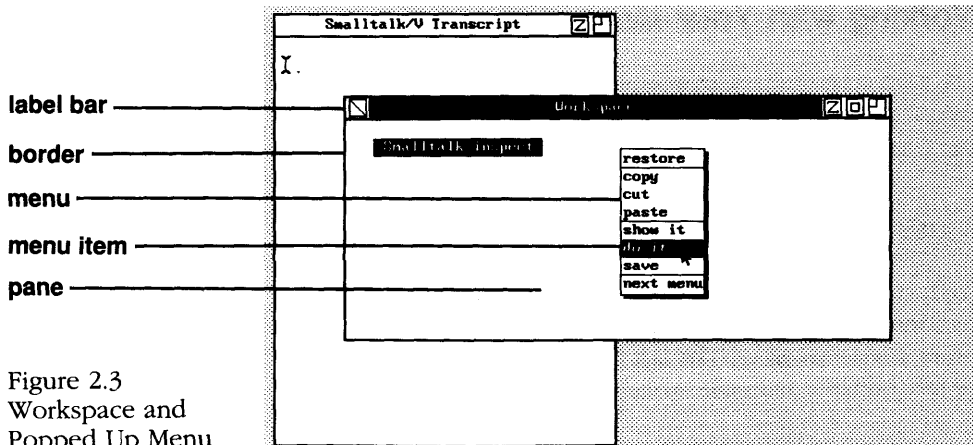 Smalltalk/V Transcript
label bar
Workspace
border
Smalltalk inspect
restore
copy
menu
cut
paste
show it
menu item
do it
save
pane
next menu
Figure 2.3
Workspace and
Popped Up Menu